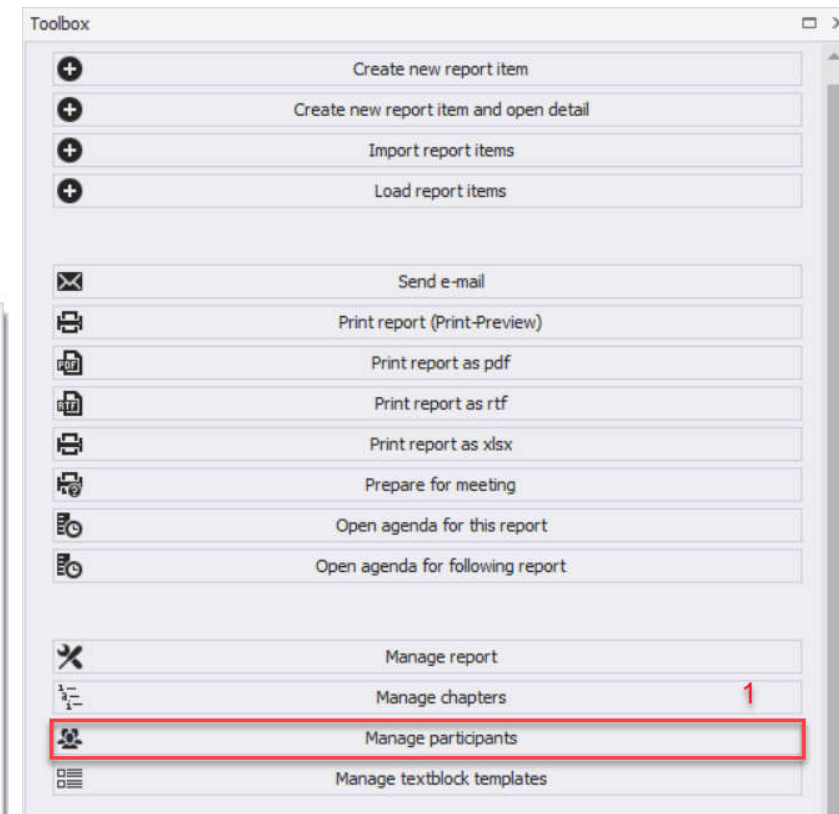 Toolbox
Create new report item
Create new report item and open detail
Import report items
Load report items
Send e-mail
Print report (Print-Preview)
PDF Print report as pdf
RTF Print report as rtf
Print report as xlsx
Prepare for meeting
Open agenda for this report
Open agenda for following report
Manage report
Manage chapters 1
Manage participants
Manage textblock templates